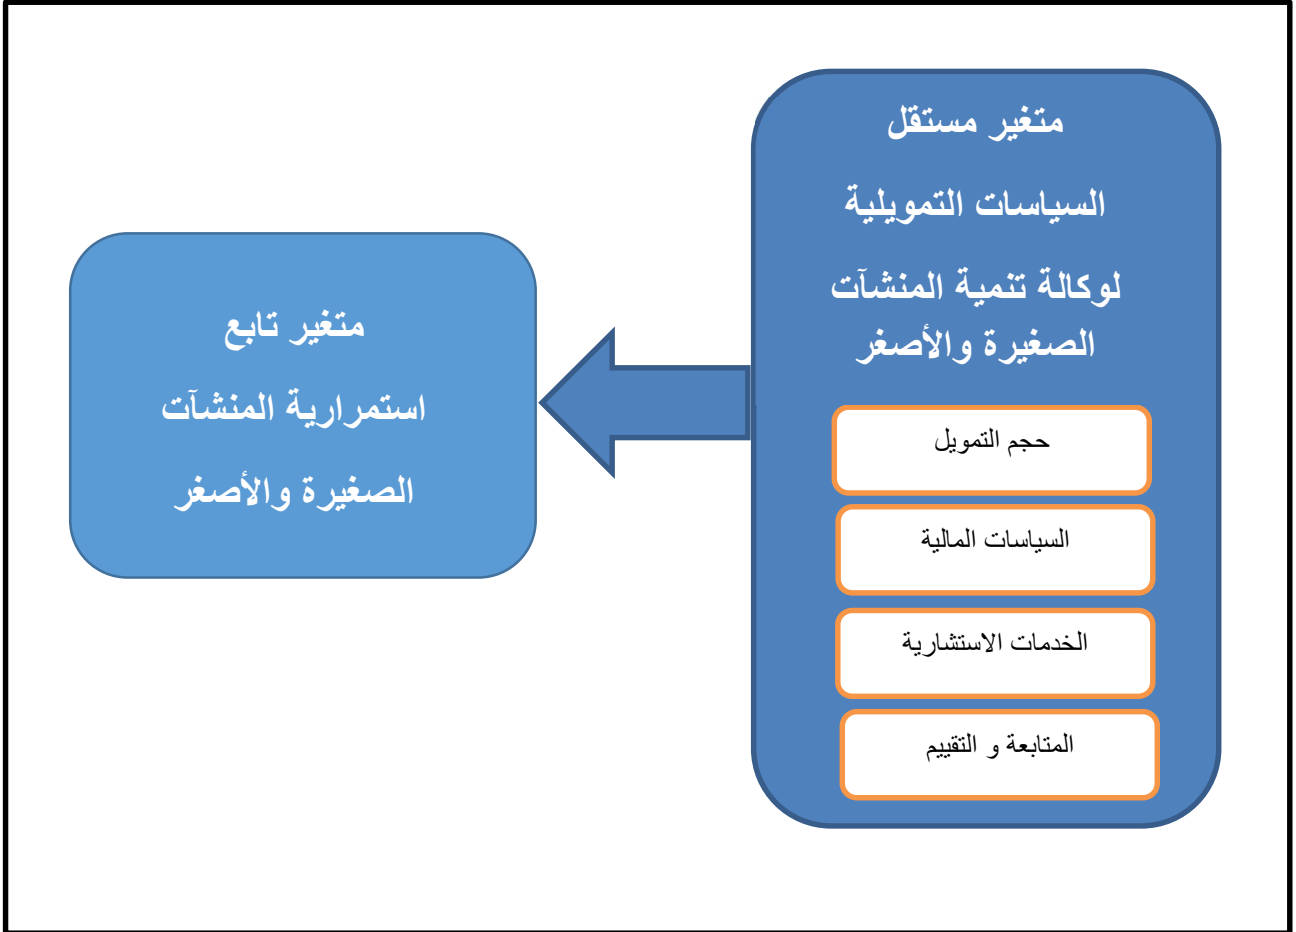 متغير مستقل
السياسات التمويلية
لوكالة تنمية المنشآت
الصغيرة والأصغر
حجم التمويل
السياسات المالية
الخدمات الاستشارية
المتابعة و التقييم
متغير تابع
استمرارية المنشآت
الصغيرة والأصغر